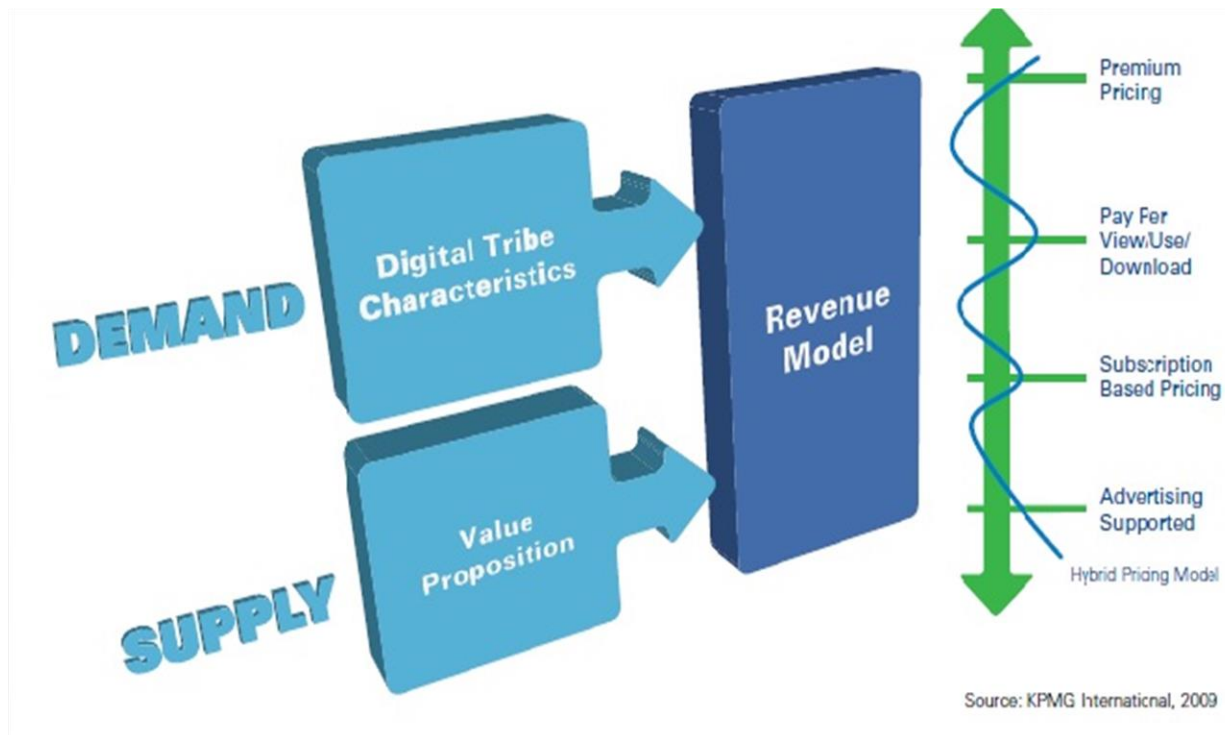 DEMAND
Digital Tribe
Characteristics
SUPPLY
Value
Proposition
Revenue
Model
Premium
Pricing
Pay Per
View/Use/
Download
Subscription
Based Pricing
Advertising
Supported
Hybrid Pricing Model
Source: KPMG International, 2009